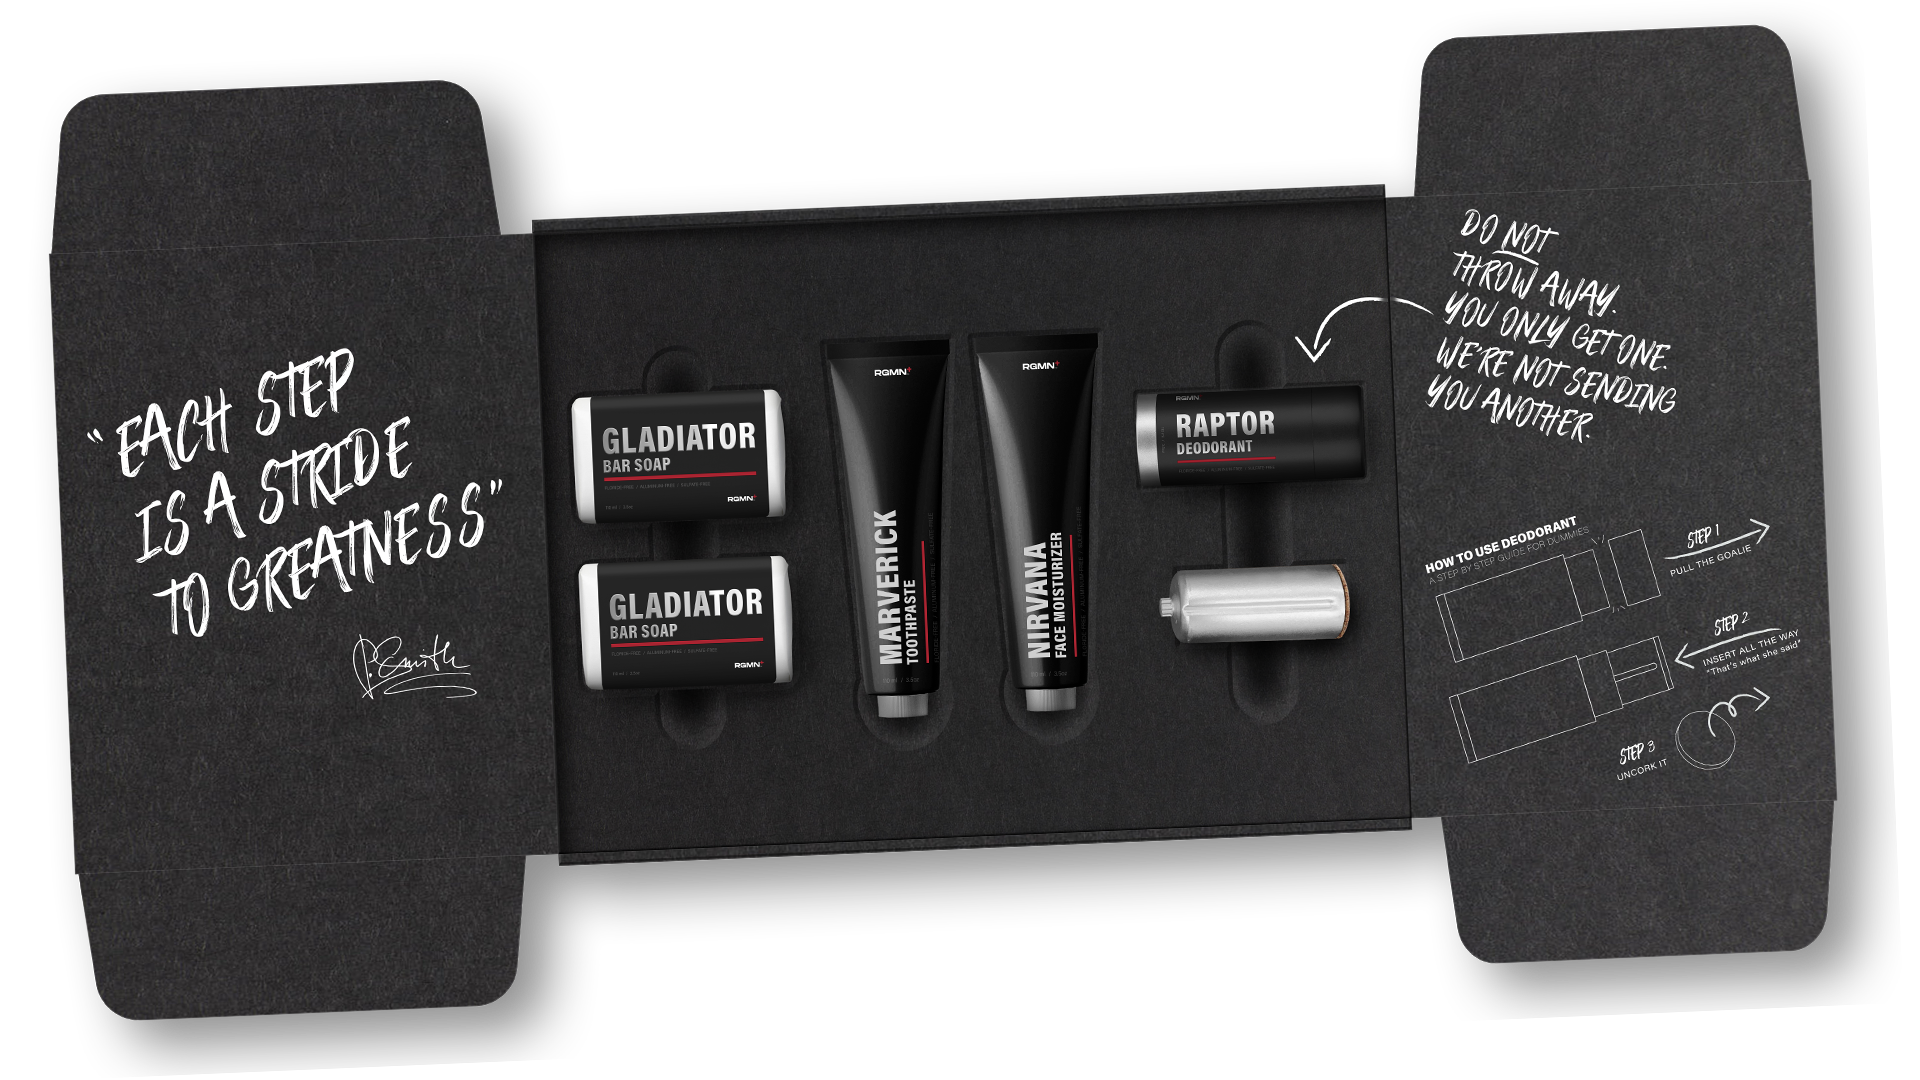 “EACH STEP
IS A STRIDE
TO GREATNESS”
GLADIATOR
BAR SOAP
RGMN+
GLADIATOR
BAR SOAP
RGMN+
RGMN+
MARVERICK
TOOTHPASTE
RGMN+
NIRVANA
FACE MOISTURIZER
RGMN
RAPTOR
DEODORANT
DO NOT
THROW AWAY.
YOU ONLY GET ONE.
WE'RE NOT SENDING
YOU ANOTHER.
HOW TO USE DEODORANT
A STEP BY STEP GUIDE FOR DUMMIES
STEP 1
PULL THE GOALIE
STEP 2
INSERT ALL THE WAY
"That's what she said"
STEP 3
UNCORK IT